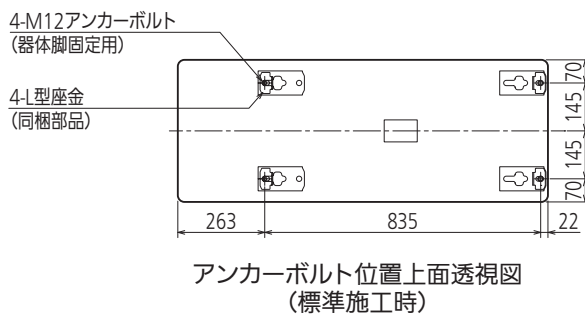 4-M12アンカーボルト
(器体脚固定用)
4-L型座金
(同梱部品)
70
145
145
70
263
835
22
アンカーボルト位置上面透視図
(標準施工時)